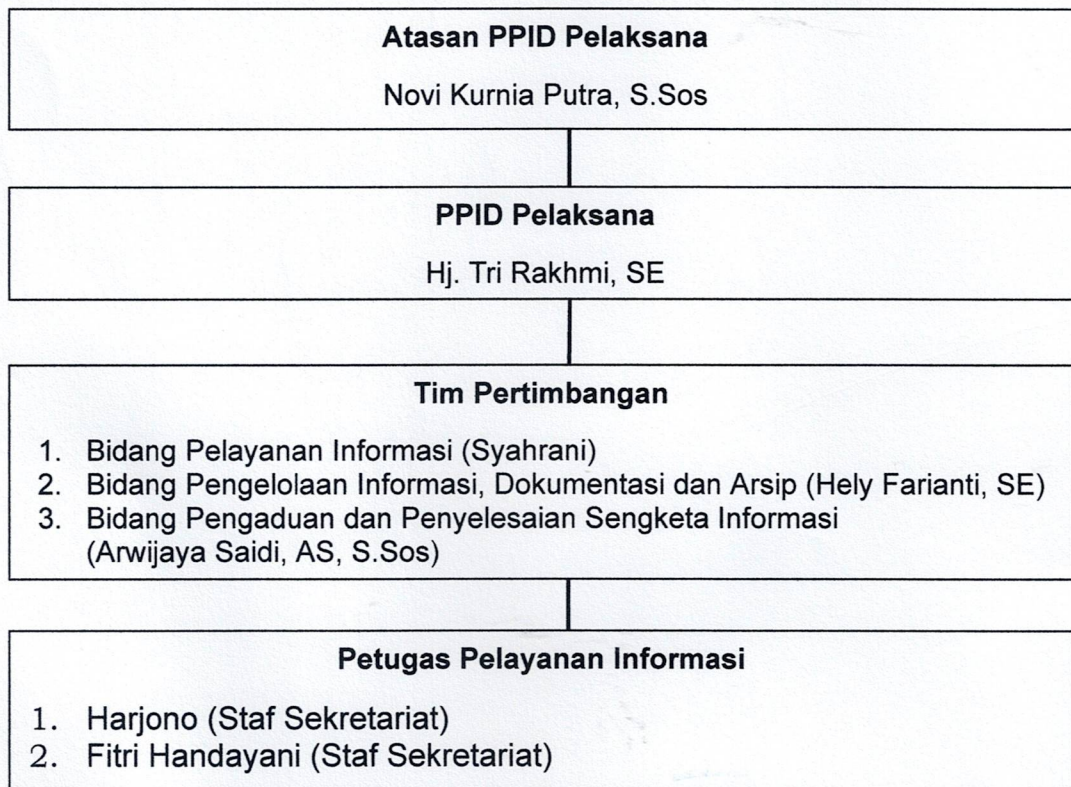 Atasan PPID Pelaksana
Novi Kurnia Putra, S.Sos
PPID Pelaksana
Hj. Tri Rakhmi, SE
Tim Pertimbangan
1. Bidang Pelayanan Informasi (Syahrani)
2. Bidang Pengelolaan Informasi, Dokumentasi dan Arsip (Hely Farianti, SE)
3. Bidang Pengaduan dan Penyelesaian Sengketa Informasi
(Arwijaya Saidi, AS, S.Sos)
Petugas Pelayanan Informasi
1. Harjono (Staf Sekretariat)
2. Fitri Handayani (Staf Sekretariat)